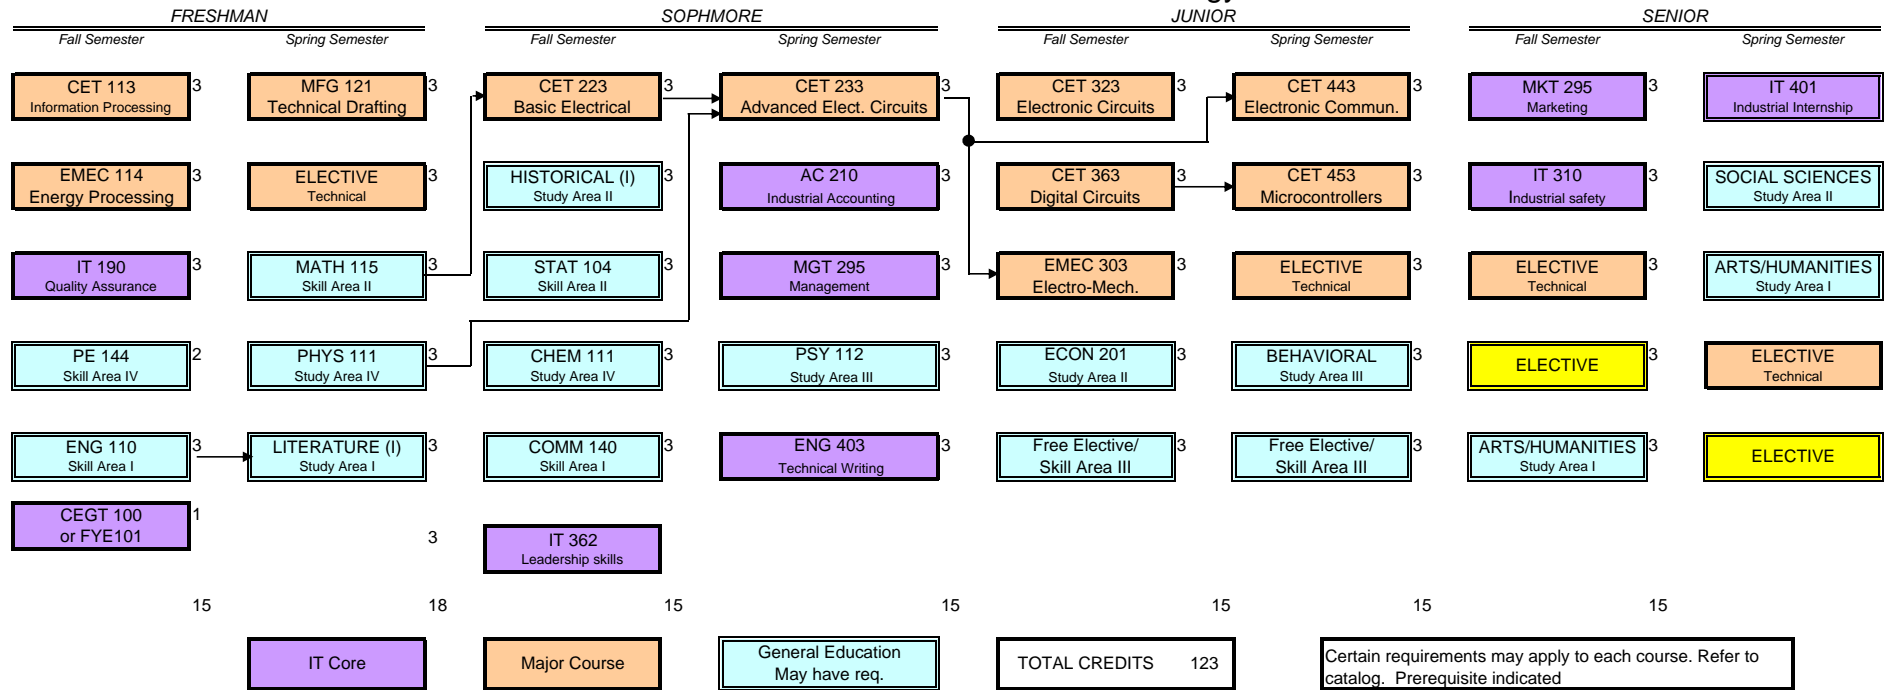 FRESHMAN SOPHMORE JUNIOR SENIOR
Fall Semester Spring Semester Fall Semester Spring Semester Fall Semester Spring Semester Fall Semester Spring Semester
CET 113 3 MFG 121 3 CET 223 3 CET 233 3 CET 323 3 CET 443 3 MKT 295 3 IT 401
Information Processing Technical Drafting Basic Electrical Advanced Elect. Circuits Electronic Circuits Electronic Commun. Marketing Industrial Internship
EMEC 114 3 ELECTIVE 3 HISTORICAL (I) 3 AC 210 3 CET 363 3 CET 453 3 IT 310 3 SOCIAL SCIENCES
Energy Processing Technical Study Area II Industrial Accounting Digital Circuits Microcontrollers Industrial safety Study Area II
IT 190 3 MATH 115 3 STAT 104 3 MGT 295 3 EMEC 303 3 ELECTIVE 3 ELECTIVE 3 ARTS/HUMANITIES
Quality Assurance Skill Area II Skill Area II Management Electro-Mech. Technical Technical Study Area I
PE 144 2 PHYS 111 3 CHEM 111 3 PSY 112 3 ECON 201 3 BEHAVIORAL 3 ELECTIVE 3 ELECTIVE
Skill Area IV Study Area IV Study Area IV Study Area III Study Area II Study Area III Technical
ENG 110 3 LITERATURE (I) 3 COMM 140 3 ENG 403 3 Free Elective/ 3 Free Elective/ 3 ARTS/HUMANITIES 3 ELECTIVE
Skill Area I Study Area I Skill Area I Technical Writing Skill Area III Skill Area III Study Area I
CEGT 100 1
or FYE101 3 IT 362
Leadership skills
15 18 15 15 15 15 15
IT Core Major Course General Education TOTAL CREDITS 123 Certain requirements may apply to each course. Refer to
May have req. catalog. Prerequisite indicated